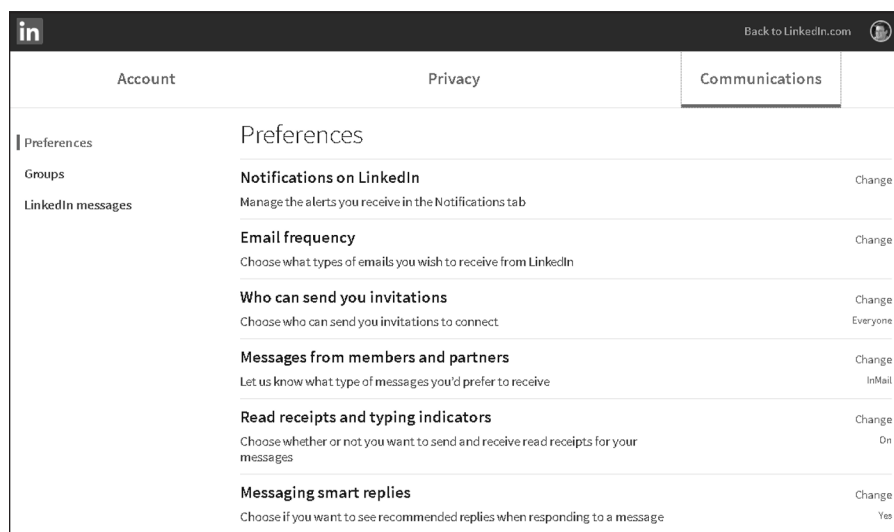 in
Back to LinkedIn.com
Account
Privacy
Communications
Preferences
Groups
LinkedIn messages
Preferences
Notifications on LinkedIn
Change
Manage the alerts you receive in the Notifications tab
Email frequency
Change
Choose what types of emails you wish to receive from LinkedIn
Who can send you invitations
Change
Choose who can send you invitations to connect
Everyone
Messages from members and partners
Change
Let us know what type of messages you'd prefer to receive
InMail
Read receipts and typing indicators
Change
Choose whether or not you want to send and receive read receipts for your
messages
On
Messaging smart replies
Change
Choose if you want to see recommended replies when responding to a message
Yes